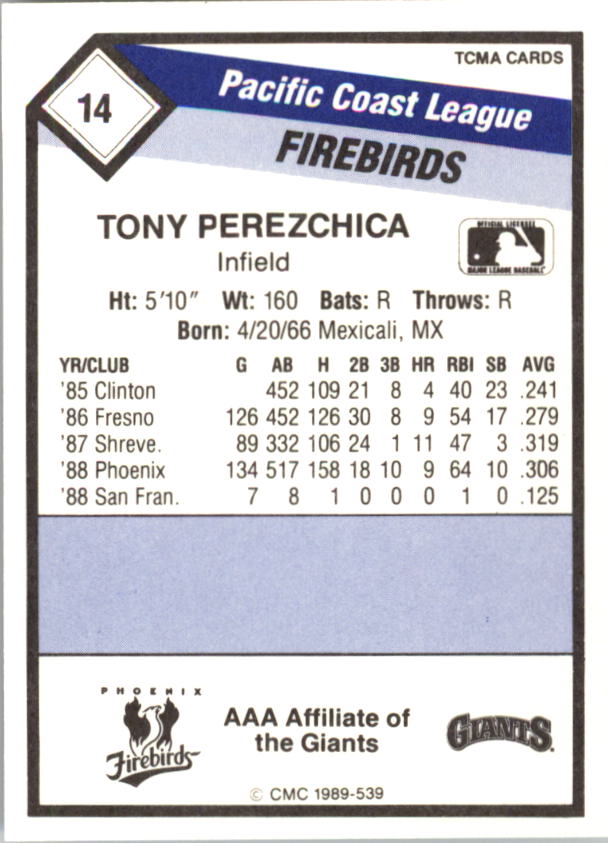 TCMA CARDS
14
Pacific Coast League
FIREBIRDS
TONY PEREZCHICA
Infield
OFFICIAL LICENSEE
MAJOR LEAGUE BASEBALL
Ht: 5'10" Wt: 160 Bats: R Throws: R
Born: 4/20/66 Mexicali, MX
YR/CLUB G AB H 2B 3B HR RBI SB AVG
'85 Clinton 452 109 21 8 4 40 23 .241
'86 Fresno 126 452 126 30 8 9 54 17 .279
'87 Shreve. 89 332 106 24 1 11 47 3 .319
'88 Phoenix 134 517 158 18 10 9 64 10 .306
'88 San Fran. 7 8 1 0 0 0 1 0 .125
PHOENIX
Firebirds
AAA Affiliate of
the Giants
GIANTS
© CMC 1989-539